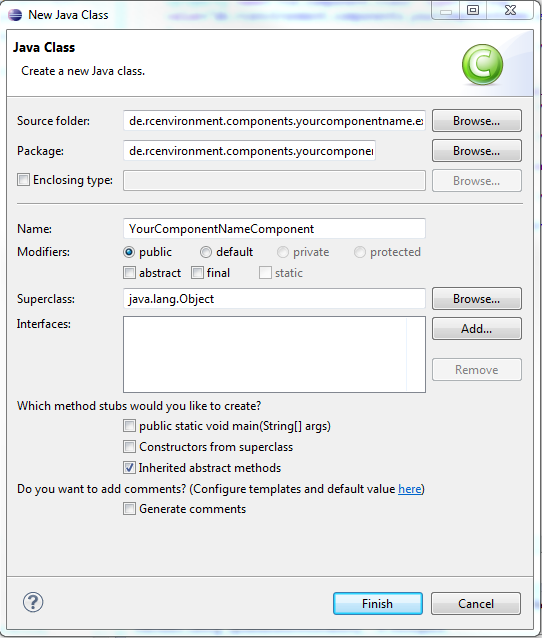 New Java Class
Java Class
Create a new Java class.
Source folder: de.rcenvironment.components.yourcomponentname.ex Browse...
Package: de.rcenvironment.components.yourcomponen Browse...
Enclosing type: Browse...
Name: YourComponentNameComponent
Modifiers: public default private protected
abstract final static
Superclass: java.lang.Object Browse...
Interfaces: Add...
Remove
Which method stubs would you like to create?
public static void main(String[] args)
Constructors from superclass
Inherited abstract methods
Do you want to add comments? (Configure templates and default value here)
Generate comments
? Finish Cancel